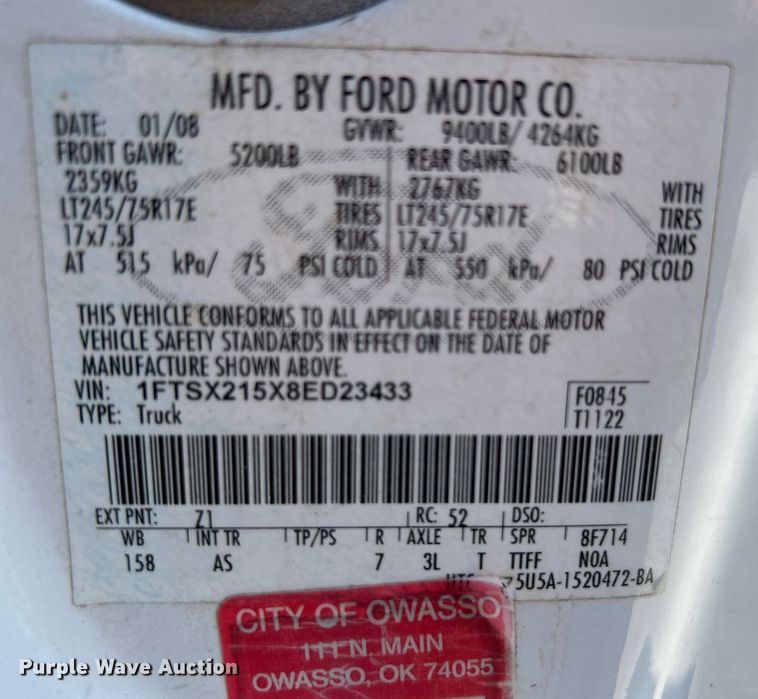 MFD. BY FORD MOTOR CO.
DATE: 01/08 GVWR: 9400LB/ 4264KG
FRONT GAWR: 5200LB REAR GAWR: 6100LB
2359KG WITH 2767KG WITH
LT245/75R17E TIRES LT245/75R17E TIRES
17x7.5J RIMS 17x7.5J RIMS
AT 515 kPa/ 75 PSI COLD AT 550 kPa/ 80 PSI COLD
THIS VEHICLE CONFORMS TO ALL APPLICABLE FEDERAL MOTOR
VEHICLE SAFETY STANDARDS IN EFFECT ON THE DATE OF
MANUFACTURE SHOWN ABOVE.
VIN: 1FTSX215X8ED23433 F0845
TYPE: Truck T1122
EXT PNT: Z1 RC: 52 DSO:
WB INT TR TP/PS R AXLE TR SPR 8F714
158 AS 7 3L T TTFF NOA
5U5A-1520472-BA
CITY OF OWASSO
111 N. MAIN
OWASSO, OK 74055
Purple Wave Auction